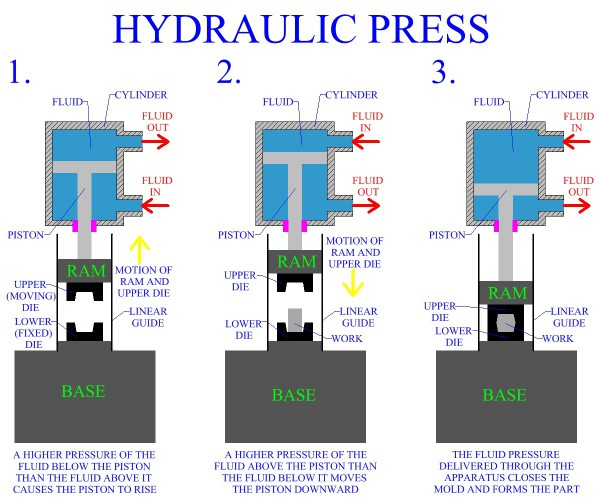 HYDRAULIC PRESS
1.
FLUID
CYLINDER
FLUID
OUT
FLUID
IN
PISTON
MOTION OF
RAM AND
UPPER DIE
RAM
UPPER
(MOVING)
DIE
LOWER
(FIXED)
DIE
LINEAR
GUIDE
BASE
A HIGHER PRESSURE OF THE
FLUID BELOW THE PISTON
THAN THE FLUID ABOVE IT
CAUSES THE PISTON TO RISE
2.
FLUID
CYLINDER
FLUID
IN
FLUID
OUT
PISTON
MOTION OF
RAM AND
UPPER DIE
RAM
UPPER
DIE
LOWER
DIE
LINEAR
GUIDE
WORK
BASE
A HIGHER PRESSURE OF THE
FLUID ABOVE THE PISTON THAN
THE FLUID BELOW IT MOVES
THE PISTON DOWNWARD
3.
FLUID
CYLINDER
FLUID
IN
FLUID
OUT
PISTON
RAM
UPPER
DIE
LOWER
DIE
LINEAR
GUIDE
WORK
BASE
THE FLUID PRESSURE
DELIVERED THROUGH THE
APPARATUS CLOSES THE
MOLD AND FORMS THE PART